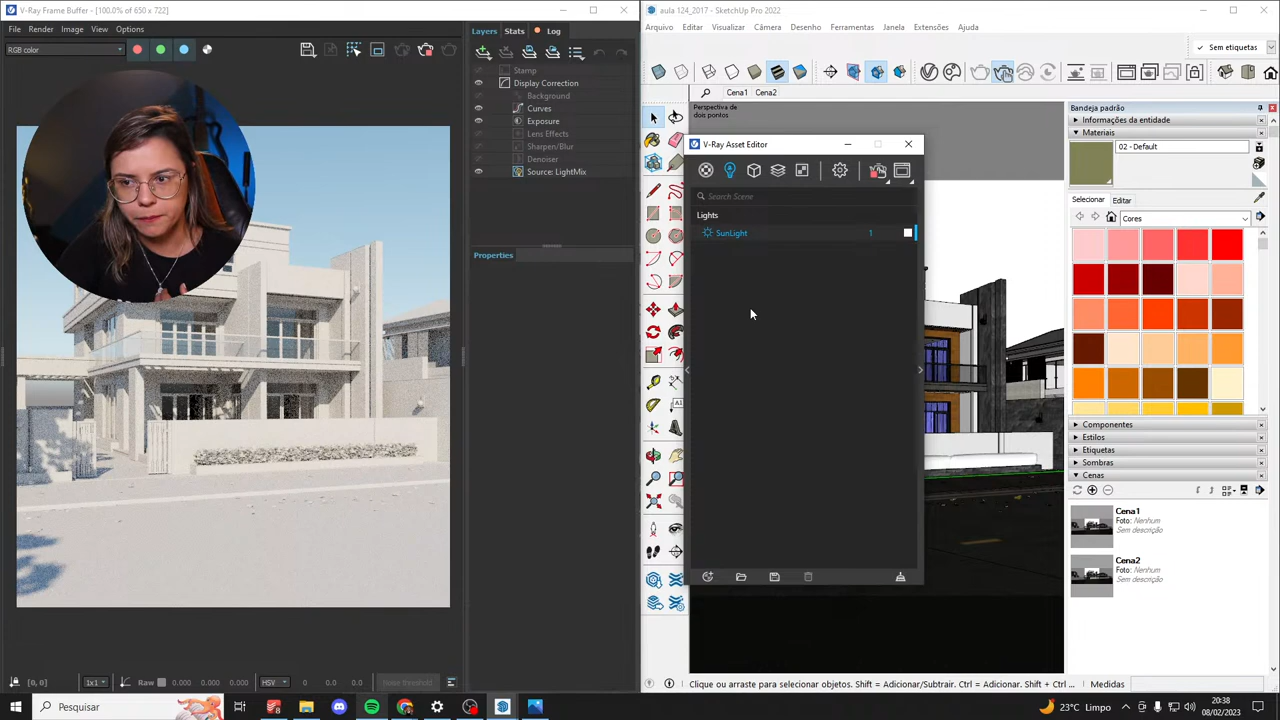 V-Ray Frame Buffer - [100.0% of 650 x 722]
File Render Image View Options
RGB color
Layers Stats Log
Stamp
Display Correction
Background
Curves
Exposure
Lens Effects
Sharpen/Blur
Denoiser
Source: LightMix
Properties
[0, 0] 1x1 Raw 0.000 0.000 0.000 HSV 0 0.0 0.0 Noise threshold
aula 124_2017 - SketchUp Pro 2022
Arquivo Editar Visualizar Câmera Desenho Ferramentas Janela Extensões Ajuda
Sem etiquetas
Cena1 Cena2
Perspectiva de
dois pontos
V-Ray Asset Editor
Search Scene
Lights
SunLight 1
Bandeja padrão
Informações da entidade
Materiais
02 - Default
Selecionar Editar
Cores
Componentes
Estilos
Etiquetas
Sombras
Cenas
Cena1
Foto: Nenhum
Sem descrição
Cena2
Foto: Nenhum
Sem descrição
Clique ou arraste para selecionar objetos. Shift = Adicionar/Subtrair. Ctrl = Adicionar. Shift + Ctrl ... Medidas
Pesquisar
23°C Limpo
20:38
08/02/2023